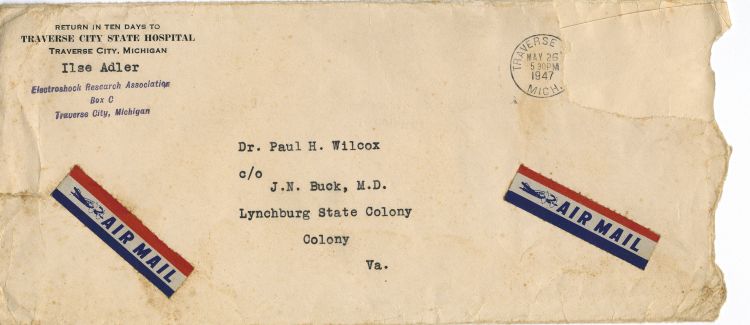 RETURN IN TEN DAYS TO
TRAVERSE CITY STATE HOSPITAL
TRAVERSE CITY, MICHIGAN
Ilse Adler
Electroshock Research Association
Box C
Traverse City, Michigan
TRAVERSE
MAY 26
5 30PM
1947
MICH.
Dr. Paul H. Wilcox
c/o
J.N. Buck, M.D.
Lynchburg State Colony
Colony
Va.
AIR MAIL
AIR MAIL